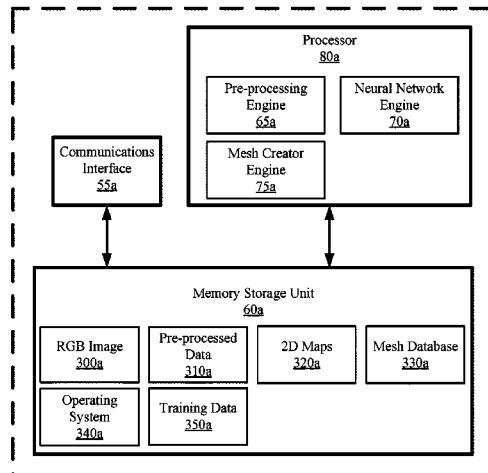 Processor
80a
Pre-processing
Engine
65a
Neural Network
Engine
70a
Mesh Creator
Engine
75a
Communications
Interface
55a
Memory Storage Unit
60a
RGB Image
300a
Pre-processed
Data
310a
2D Maps
320a
Mesh Database
330a
Operating
System
340a
Training Data
350a